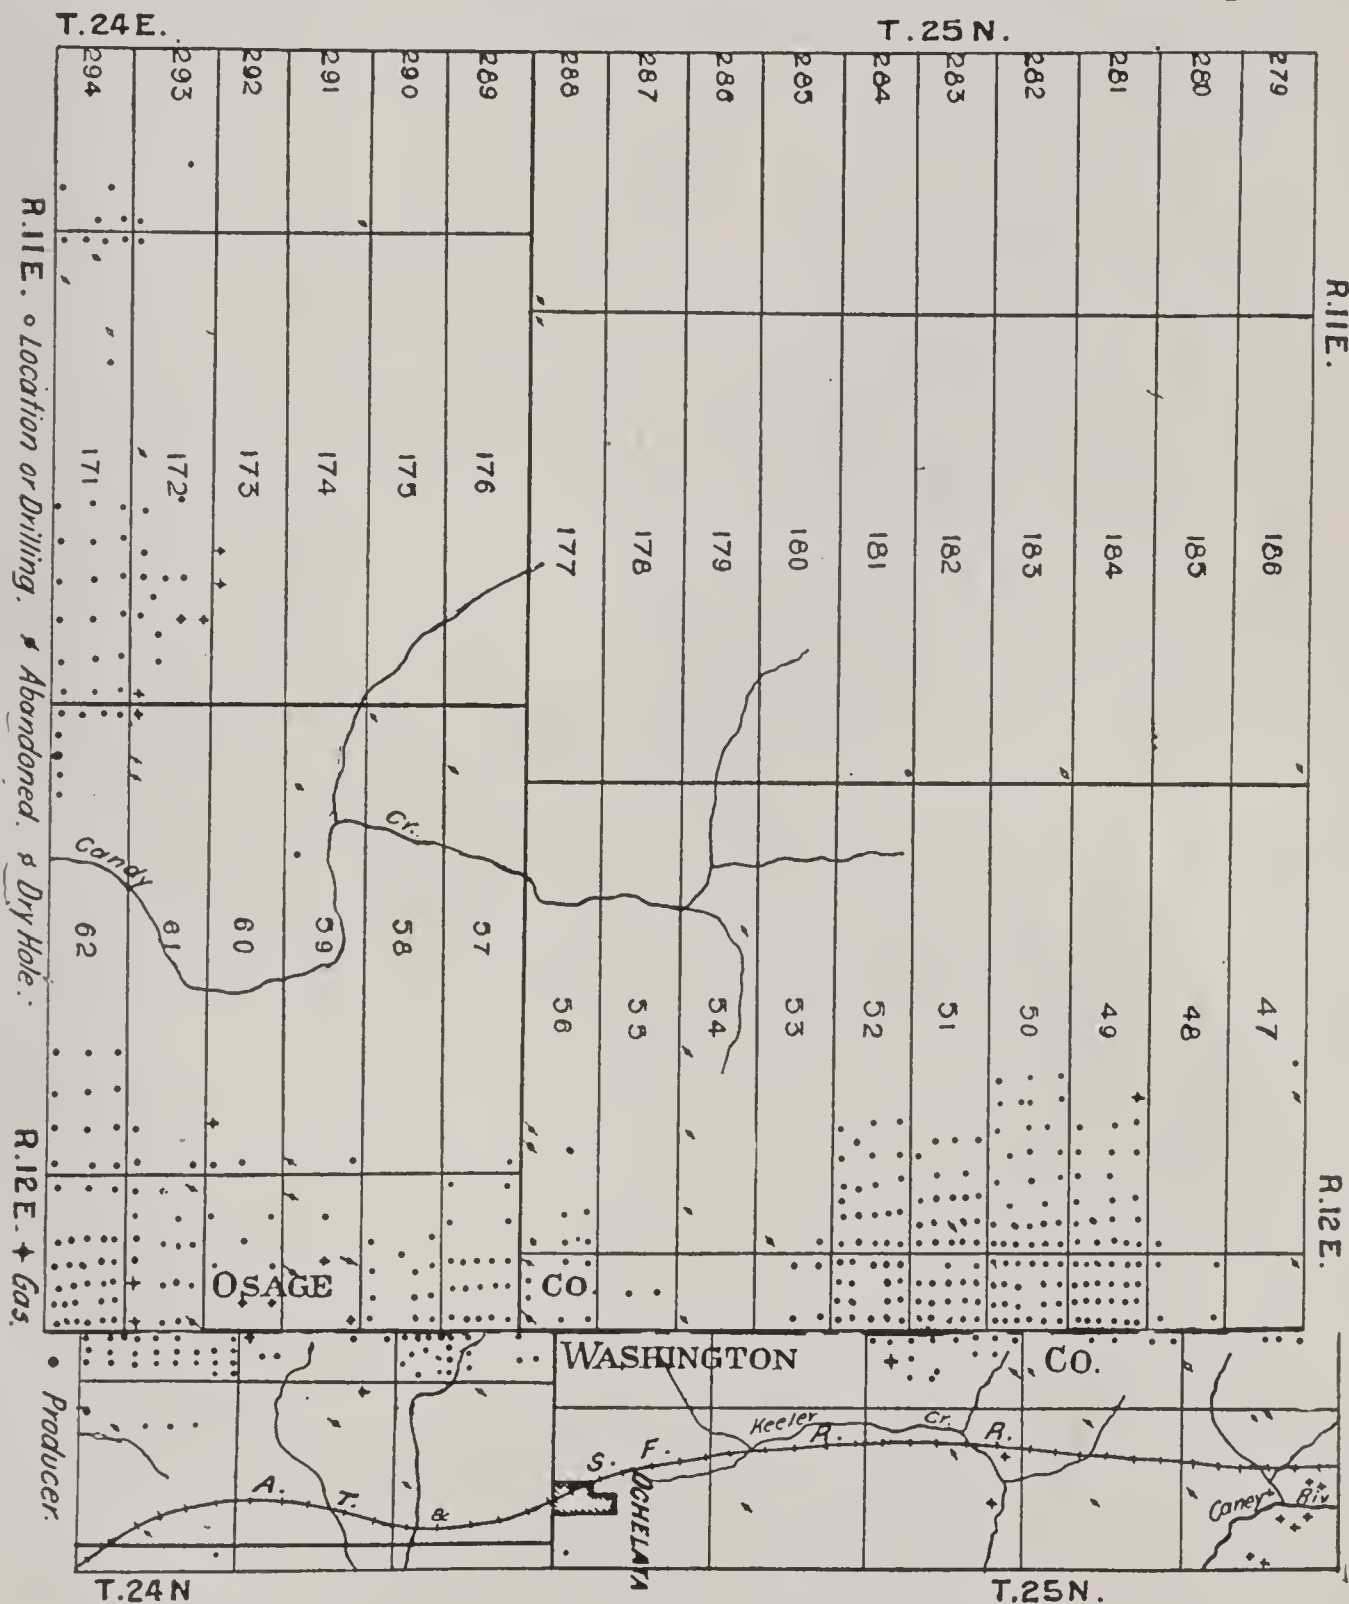 T.24E. T.25N.
294 293 292 291 290 289 288 287 286 285 284 283 282 281 280 279
R.11E.
R.11E.
171 172 173 174 175 176 177 178 179 180 181 182 183 184 185 186
Cr.
Candy
62 61 60 59 58 57 56 55 54 53 52 51 50 49 48 47
Location or Drilling. Abandoned. Dry Hole.
R.12E. Gas.
R.12E.
OSAGE CO.
WASHINGTON CO.
Producer.
Keeler Cr.
A. T. & S. F. R. R.
OCHELATA
Caney Riv
T.24N T.25N.